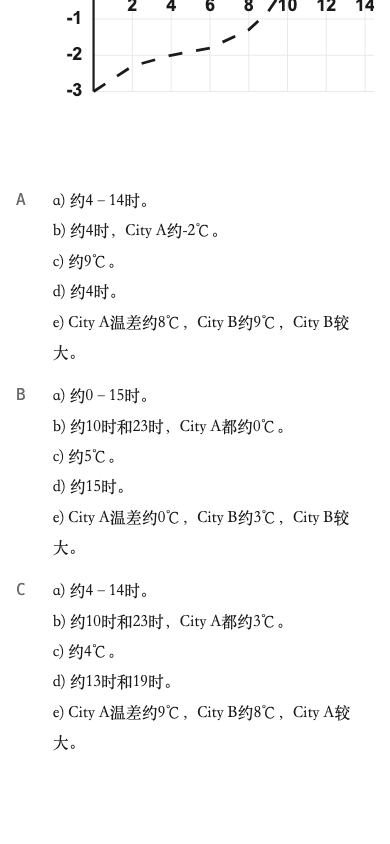 2 4 6 8 10 12 14
-1
-2
-3
A a) 约4 – 14时。
b) 约4时，City A约-2℃。
c) 约9℃。
d) 约4时。
e) City A温差约8℃，City B约9℃，City B较
大。
B a) 约0 – 15时。
b) 约10时和23时，City A都约0℃。
c) 约5℃。
d) 约15时。
e) City A温差约0℃，City B约3℃，City B较
大。
C a) 约4 – 14时。
b) 约10时和23时，City A都约3℃。
c) 约4℃。
d) 约13时和19时。
e) City A温差约9℃，City B约8℃，City A较
大。